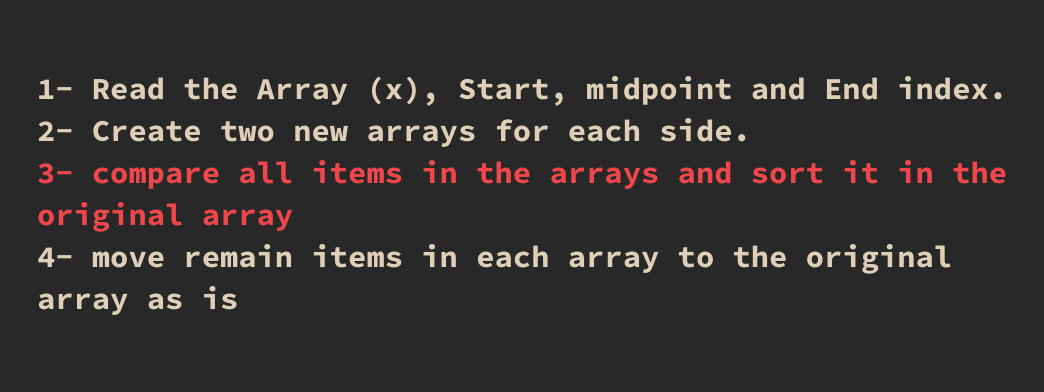 1- Read the Array (x), Start, midpoint and End index.
2- Create two new arrays for each side.
3- compare all items in the arrays and sort it in the
original array
4- move remain items in each array to the original
array as is